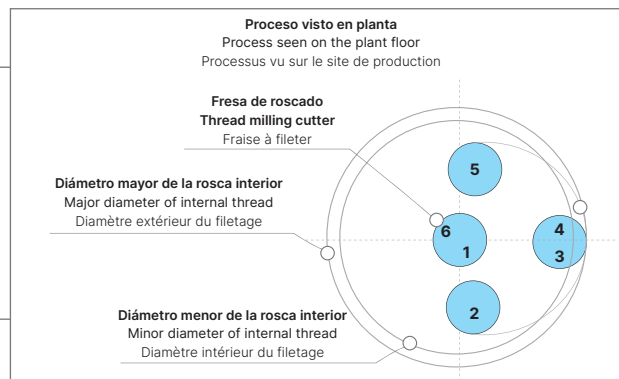 Proceso visto en planta
Process seen on the plant floor
Processus vu sur le site de production
Fresa de roscado
Thread milling cutter
Fraise à fileter
5
Diámetro mayor de la rosca interior
Major diameter of internal thread
Diamètre extérieur du filetage
6
1
4
3
2
Diámetro menor de la rosca interior
Minor diameter of internal thread
Diamètre intérieur du filetage